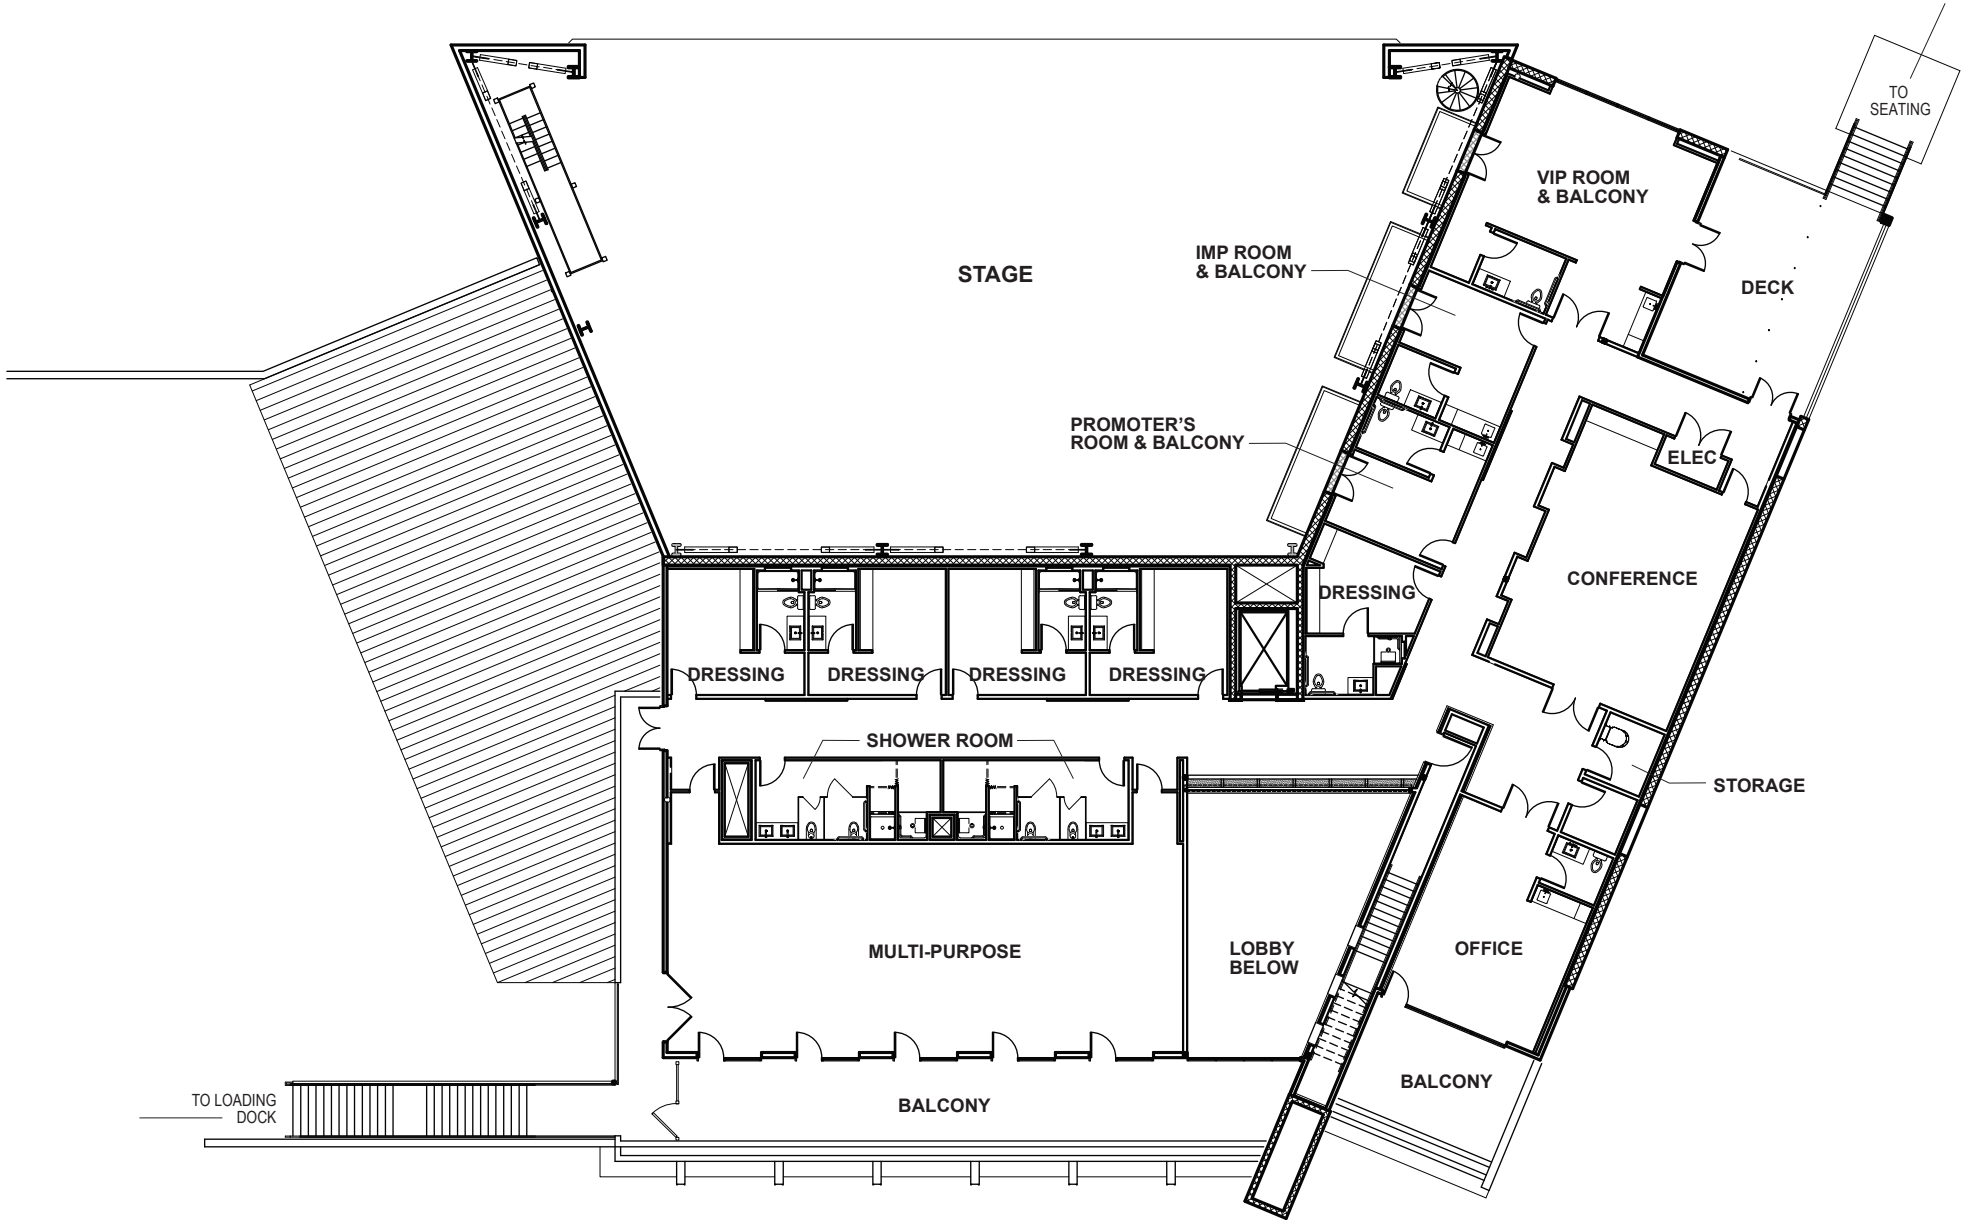 TO
SEATING
VIP ROOM
& BALCONY
IMP ROOM
& BALCONY
STAGE
DECK
PROMOTER'S
ROOM & BALCONY
ELEC
CONFERENCE
DRESSING
DRESSING
DRESSING
DRESSING
DRESSING
SHOWER ROOM
STORAGE
MULTI-PURPOSE
LOBBY
BELOW
OFFICE
BALCONY
TO LOADING
DOCK
BALCONY